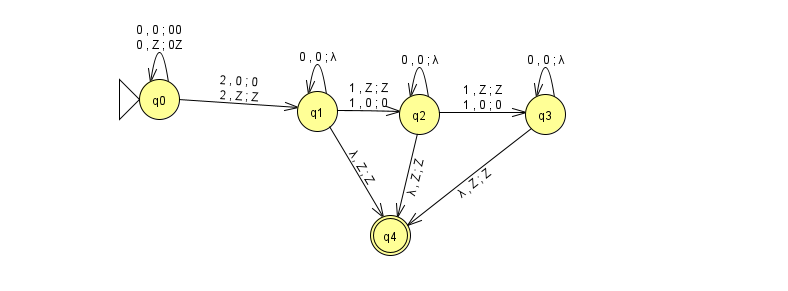 0 , 0 ; 00
0 , Z ; 0Z
q0
2 , 0 ; 0
2 , Z ; Z
0 , 0 ; λ
q1
1 , Z ; Z
1 , 0 ; 0
0 , 0 ; λ
q2
1 , Z ; Z
1 , 0 ; 0
0 , 0 ; λ
q3
λ , Z ; Z
λ , Z ; Z
λ , Z ; Z
q4